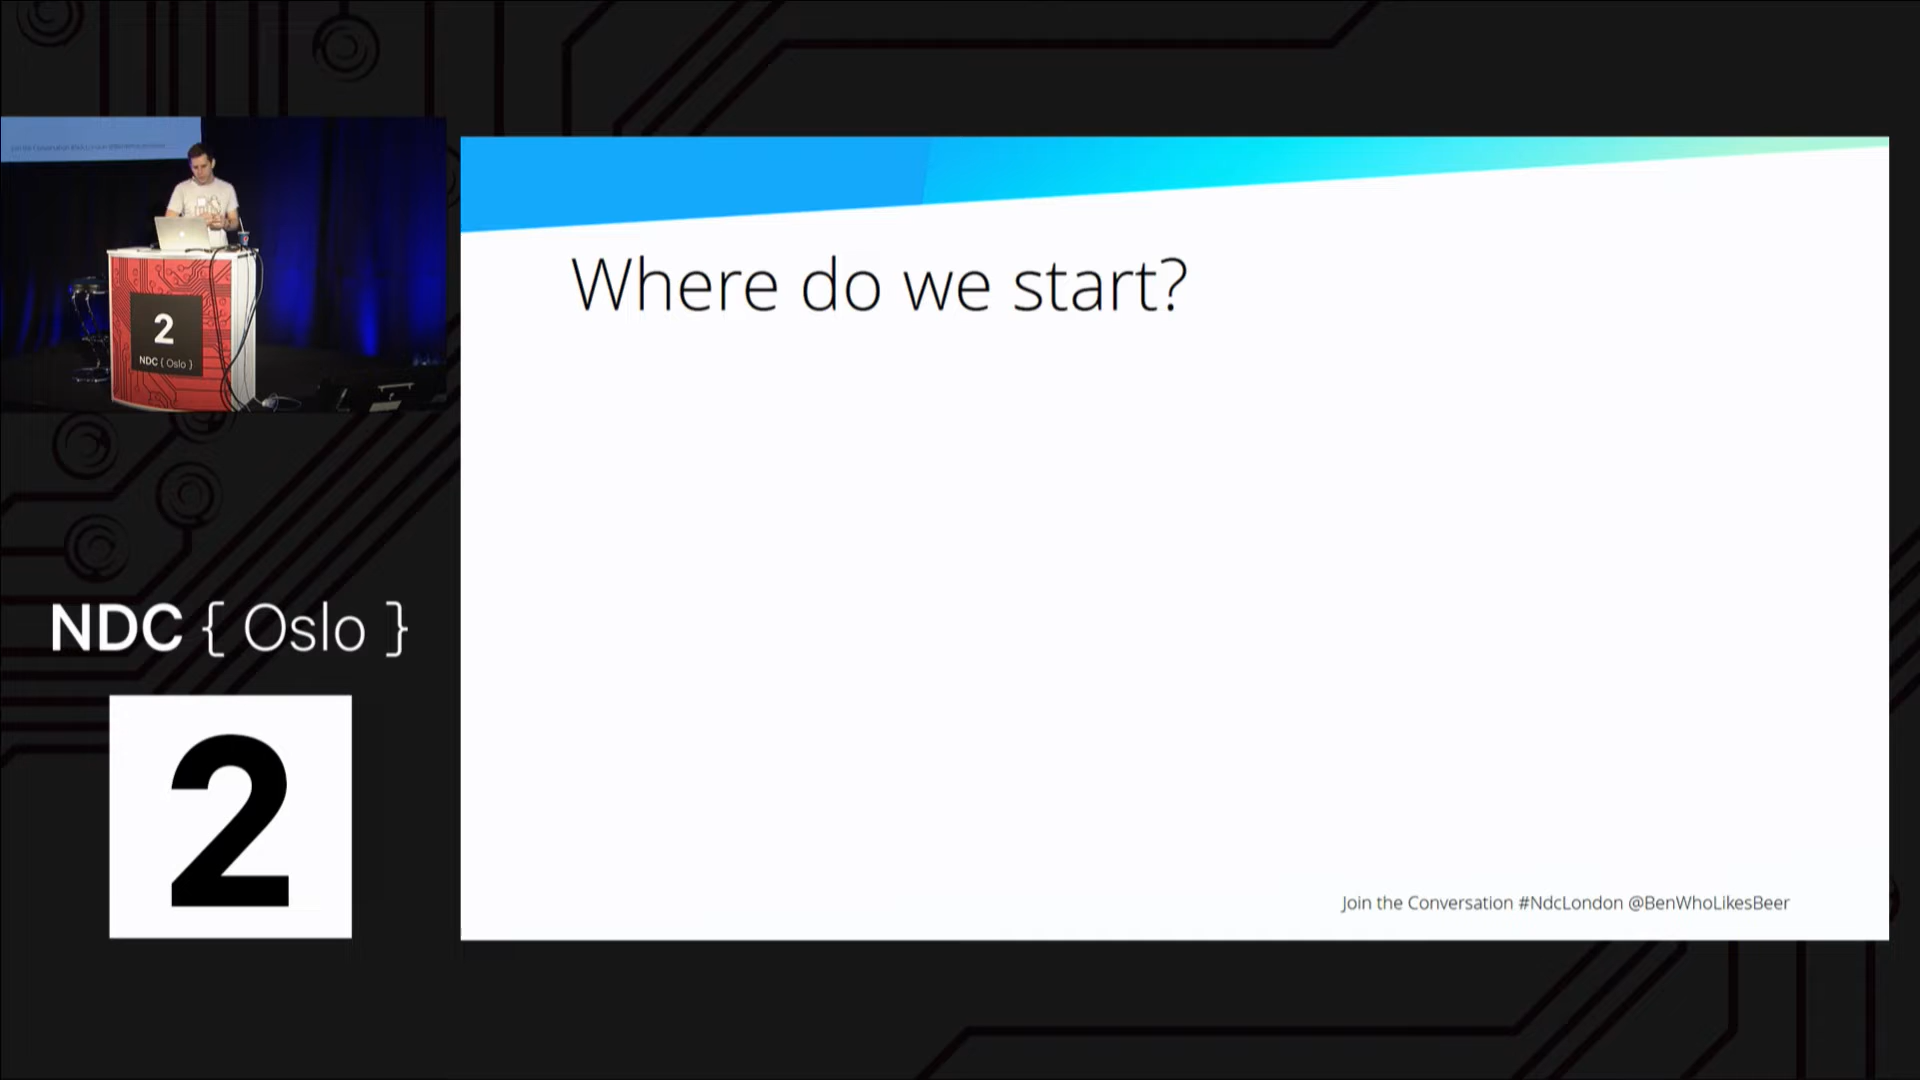 2
NDC { Oslo }
Where do we start?
NDC { Oslo }
2
Join the Conversation #NdcLondon @BenWhoLikesBeer